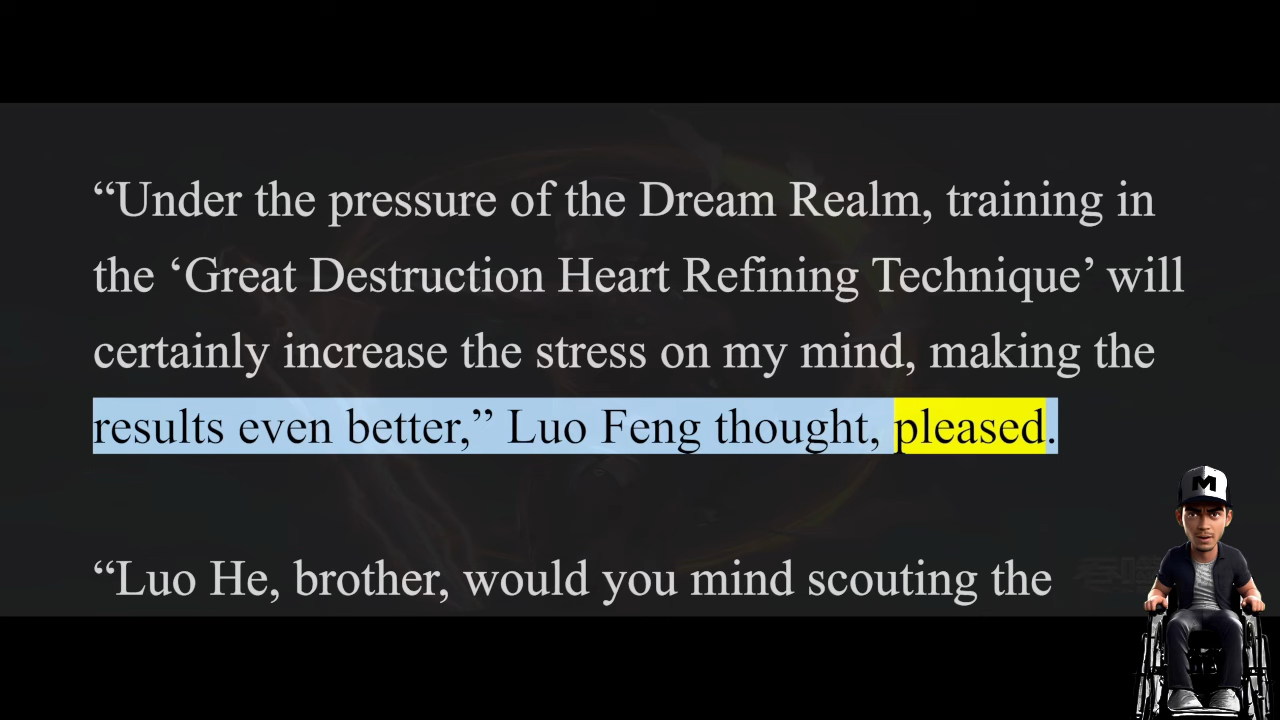 “Under the pressure of the Dream Realm, training in
the ‘Great Destruction Heart Refining Technique’ will
certainly increase the stress on my mind, making the
results even better,” Luo Feng thought, pleased.
“Luo He, brother, would you mind scouting the
M